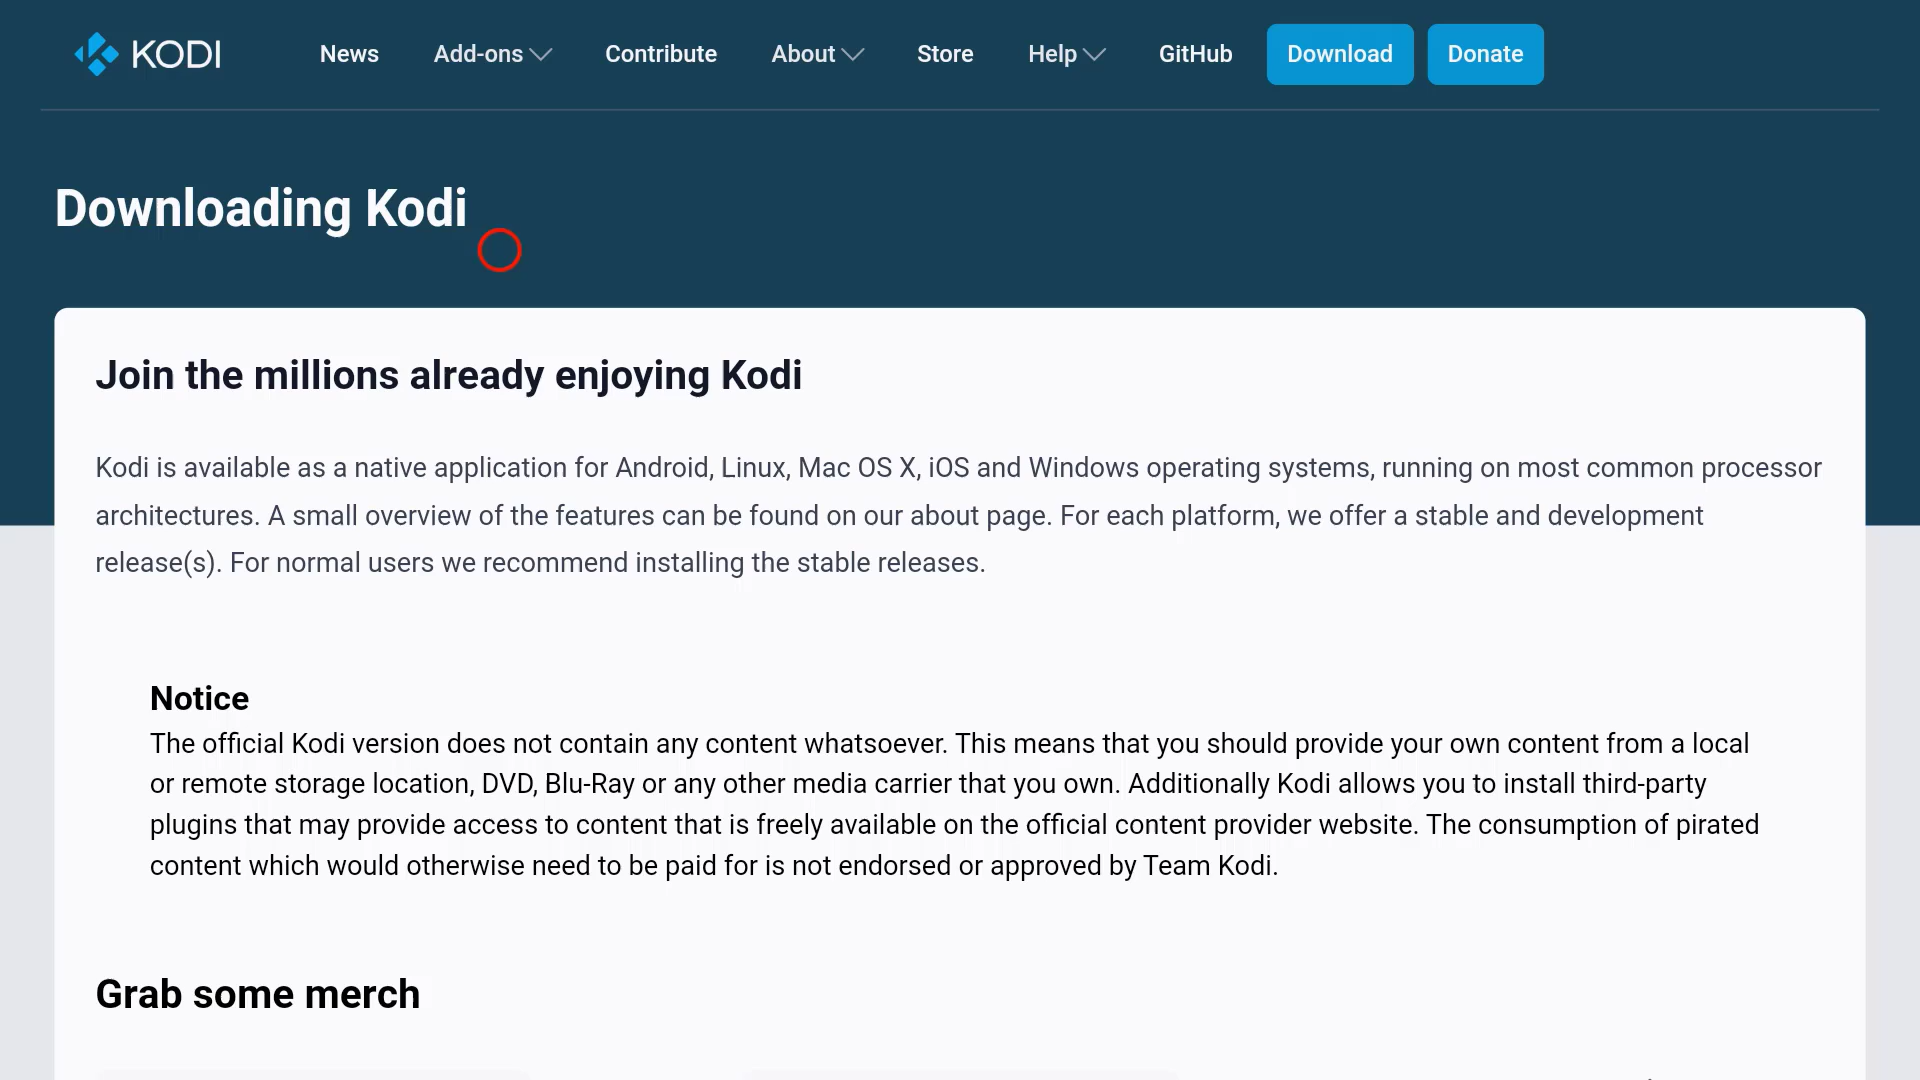 KODI News Add-ons Contribute About Store Help GitHub Download Donate
Downloading Kodi
Join the millions already enjoying Kodi
Kodi is available as a native application for Android, Linux, Mac OS X, iOS and Windows operating systems, running on most common processor
architectures. A small overview of the features can be found on our about page. For each platform, we offer a stable and development
release(s). For normal users we recommend installing the stable releases.
Notice
The official Kodi version does not contain any content whatsoever. This means that you should provide your own content from a local
or remote storage location, DVD, Blu-Ray or any other media carrier that you own. Additionally Kodi allows you to install third-party
plugins that may provide access to content that is freely available on the official content provider website. The consumption of pirated
content which would otherwise need to be paid for is not endorsed or approved by Team Kodi.
Grab some merch